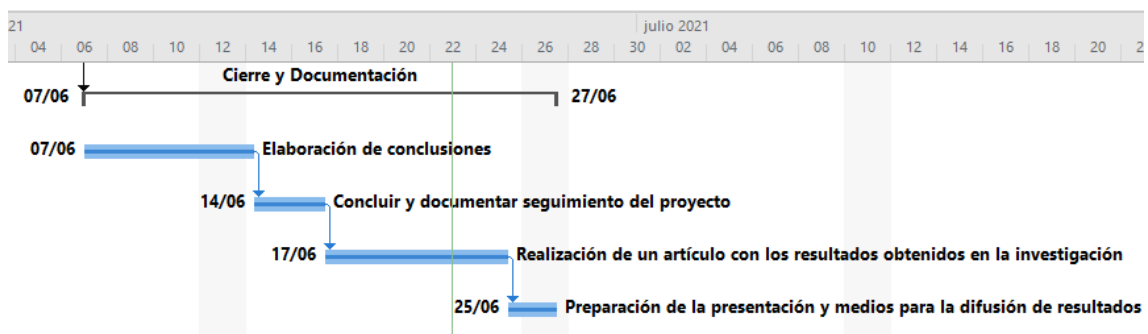 21
julio 2021
04 06 08 10 12 14 16 18 20 22 24 26 28 30 02 04 06 08 10 12 14 16 18 20 2
Cierre y Documentación
07/06 27/06
07/06 Elaboración de conclusiones
14/06 Concluir y documentar seguimiento del proyecto
17/06 Realización de un artículo con los resultados obtenidos en la investigación
25/06 Preparación de la presentación y medios para la difusión de resultados